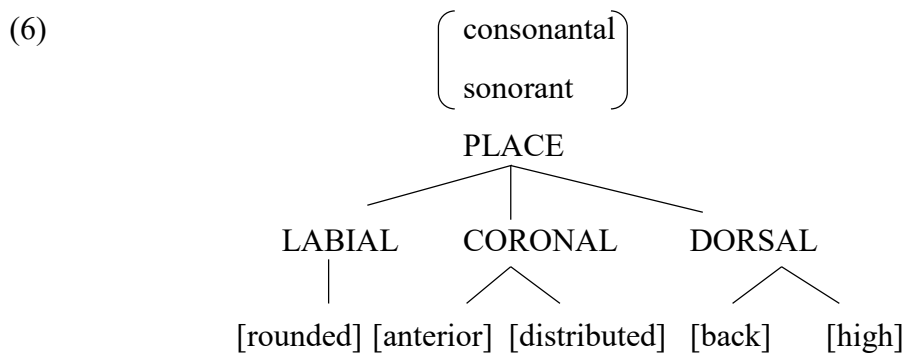 (6)
consonantal
sonorant
PLACE
LABIAL CORONAL DORSAL
[rounded] [anterior] [distributed] [back] [high]